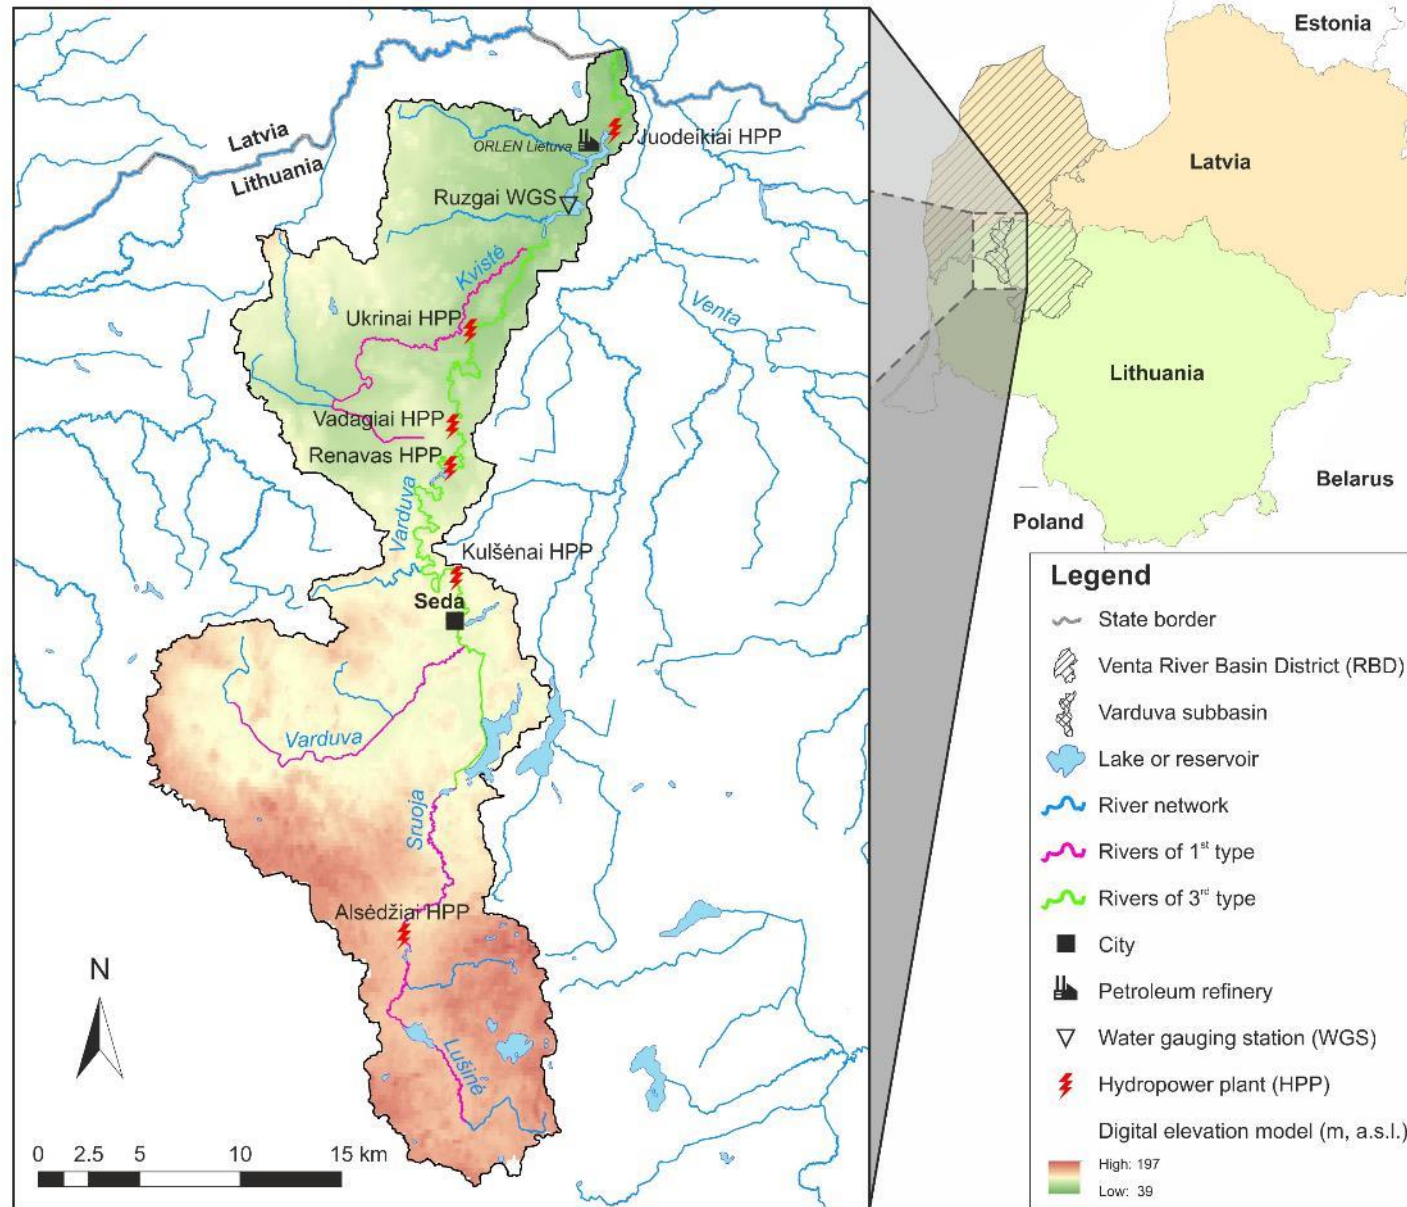 Latvia
Lithuania
ORLEN Lietuva
Juodeikiai HPP
Ruzgai WGS
Kvistė
Venta
Ukrinai HPP
Vadagiai HPP
Renavas HPP
Varduva
Kulšėnai HPP
Seda
Varduva
Sruoja
Alsėdžiai HPP
Lušinė
N
0 2.5 5 10 15 km
Estonia
Latvia
Lithuania
Belarus
Poland
Legend
State border
Venta River Basin District (RBD)
Varduva subbasin
Lake or reservoir
River network
Rivers of 1st type
Rivers of 3rd type
City
Petroleum refinery
Water gauging station (WGS)
Hydropower plant (HPP)
Digital elevation model (m, a.s.l.)
High: 197
Low: 39